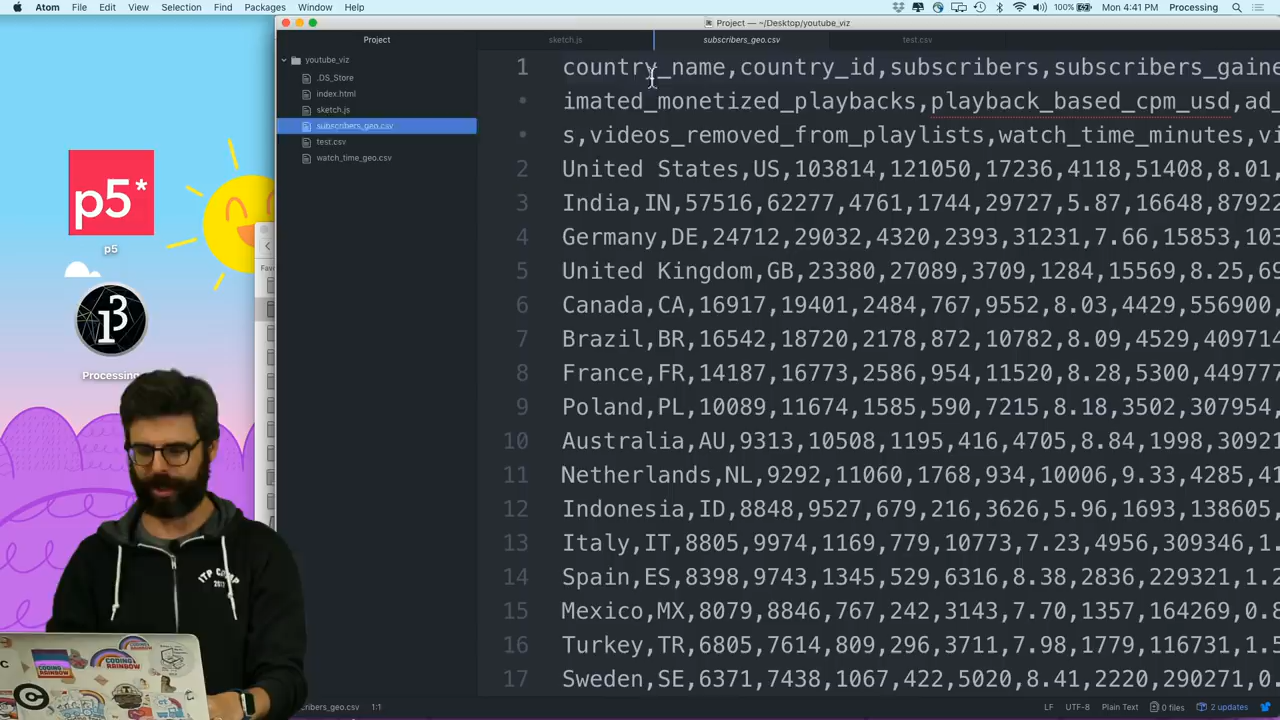 Atom File Edit View Selection Find Packages Window Help
100% Mon 4:41 PM Processing
Project — ~/Desktop/youtube_viz
Project
sketch.js subscribers_geo.csv test.csv
youtube_viz
.DS_Store
index.html
sketch.js
subscribers_geo.csv
test.csv
watch_time_geo.csv
1 country_name,country_id,subscribers,subscribers_gaine
imated_monetized_playbacks,playback_based_cpm_usd,ad_
s,videos_removed_from_playlists,watch_time_minutes,vi
2 United States,US,103814,121050,17236,4118,51408,8.01,
3 India,IN,57516,62277,4761,1744,29727,5.87,16648,87922
4 Germany,DE,24712,29032,4320,2393,31231,7.66,15853,103
5 United Kingdom,GB,23380,27089,3709,1284,15569,8.25,69
6 Canada,CA,16917,19401,2484,767,9552,8.03,4429,556900,
7 Brazil,BR,16542,18720,2178,872,10782,8.09,4529,409714
8 France,FR,14187,16773,2586,954,11520,8.28,5300,449777
9 Poland,PL,10089,11674,1585,590,7215,8.18,3502,307954,
10 Australia,AU,9313,10508,1195,416,4705,8.84,1998,30921
11 Netherlands,NL,9292,11060,1768,934,10006,9.33,4285,41
12 Indonesia,ID,8848,9527,679,216,3626,5.96,1693,138605,
13 Italy,IT,8805,9974,1169,779,10773,7.23,4956,309346,1.
14 Spain,ES,8398,9743,1345,529,6316,8.38,2836,229321,1.2
15 Mexico,MX,8079,8846,767,242,3143,7.70,1357,164269,0.8
16 Turkey,TR,6805,7614,809,296,3711,7.98,1779,116731,1.
17 Sweden,SE,6371,7438,1067,422,5020,8.41,2220,290271,0.
p5*
p5
Processing
Fav
ITP CAMP
CODING RAINBOW
cribers_geo.csv 1:1
LF UTF-8 Plain Text 0 files 2 updates